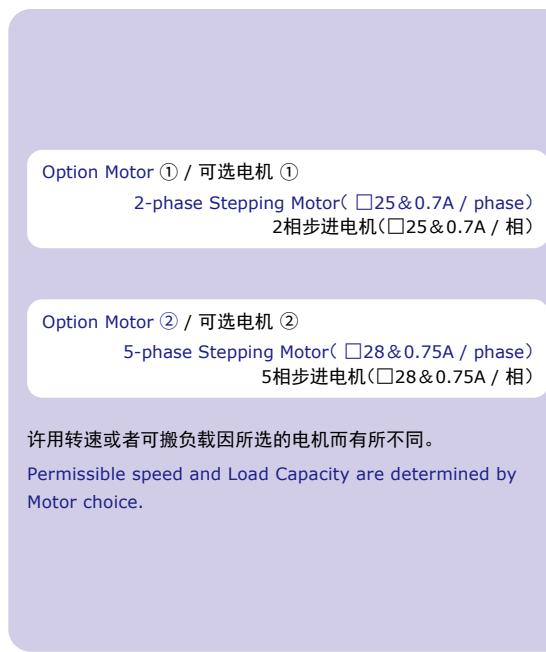 Option Motor ① / 可选电机 ①
2-phase Stepping Motor( □25&0.7A / phase)
2相步进电机(□25&0.7A / 相)
Option Motor ② / 可选电机 ②
5-phase Stepping Motor( □28&0.75A / phase)
5相步进电机(□28&0.75A / 相)
许用转速或者可搬负载因所选的电机而有所不同。
Permissible speed and Load Capacity are determined by
Motor choice.